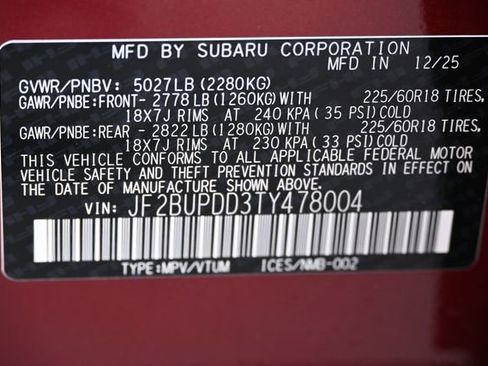 MFD BY SUBARU CORPORATION
MFD IN 12/25
GVWR/PNBV: 5027LB(2280KG)
GAWR/PNBE:FRONT- 2778 LB(1260KG)WITH 225/60R18 TIRES,
18X7J RIMS AT 240 KPA(35 PSI)COLD
GAWR/PNBE:REAR - 2822 LB(1280KG)WITH 225/60R18 TIRES,
18X7J RIMS AT 230 KPA(33 PSI)COLD
THIS VEHICLE CONFORMS TO ALL APPLICABLE FEDERAL MOTOR
VEHICLE SAFETY AND THEFT PREVENTION STANDARDS IN EFFECT ON
THE DATE OF MANUFACTURE SHOWN ABOVE.
VIN: JF2BUPDD3TY478004
TYPE:MPV/VTUM ICES/NMB-002